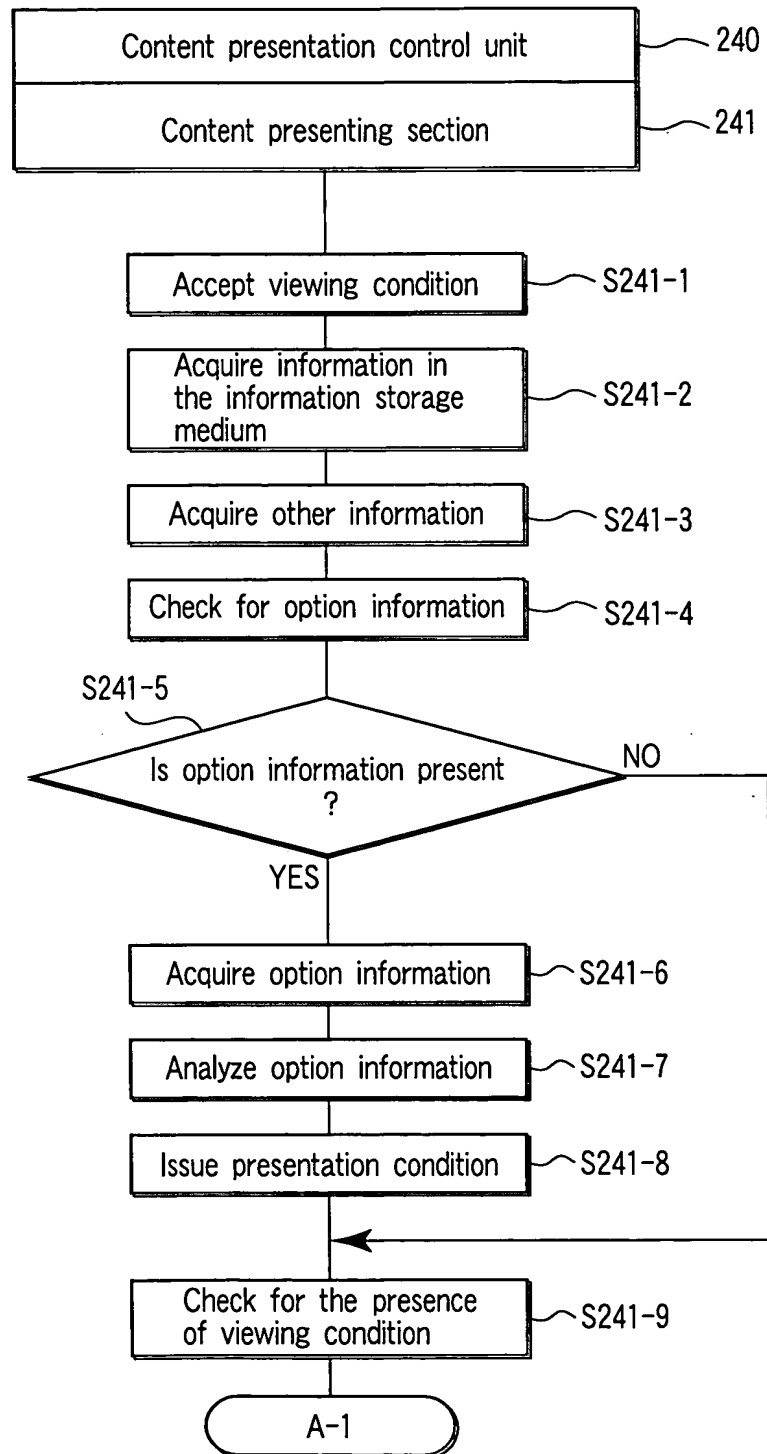 Content presentation control unit
240
Content presenting section
241
Accept viewing condition
S241-1
Acquire information in
the information storage
medium
S241-2
Acquire other information
S241-3
Check for option information
S241-4
S241-5
Is option information present
?
NO
YES
Acquire option information
S241-6
Analyze option information
S241-7
Issue presentation condition
S241-8
Check for the presence
of viewing condition
S241-9
A-1